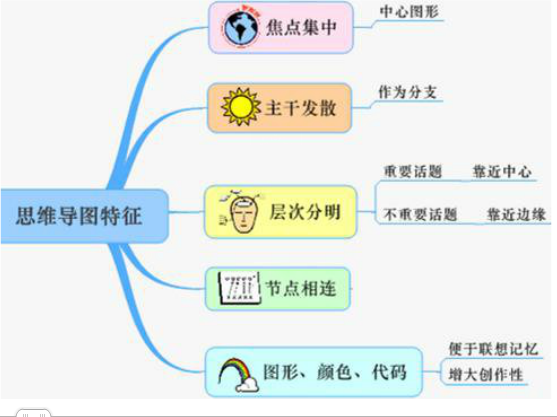 思维导图特征
焦点集中
中心图形
主干发散
作为分支
层次分明
重要话题 靠近中心
不重要话题 靠近边缘
节点相连
图形、颜色、代码
便于联想记忆
增大创作性